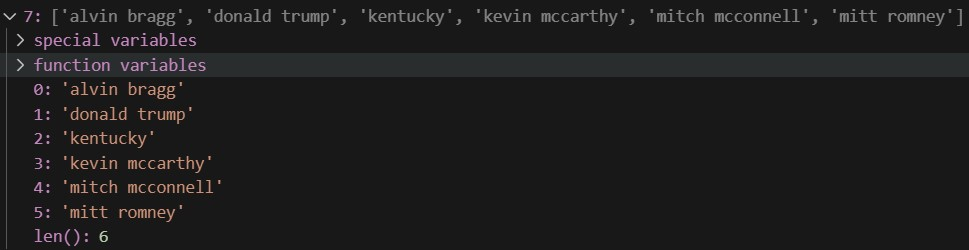 7: ['alvin bragg', 'donald trump', 'kentucky', 'kevin mccarthy', 'mitch mcconnell', 'mitt romney']
special variables
function variables
0: 'alvin bragg'
1: 'donald trump'
2: 'kentucky'
3: 'kevin mccarthy'
4: 'mitch mcconnell'
5: 'mitt romney'
len(): 6